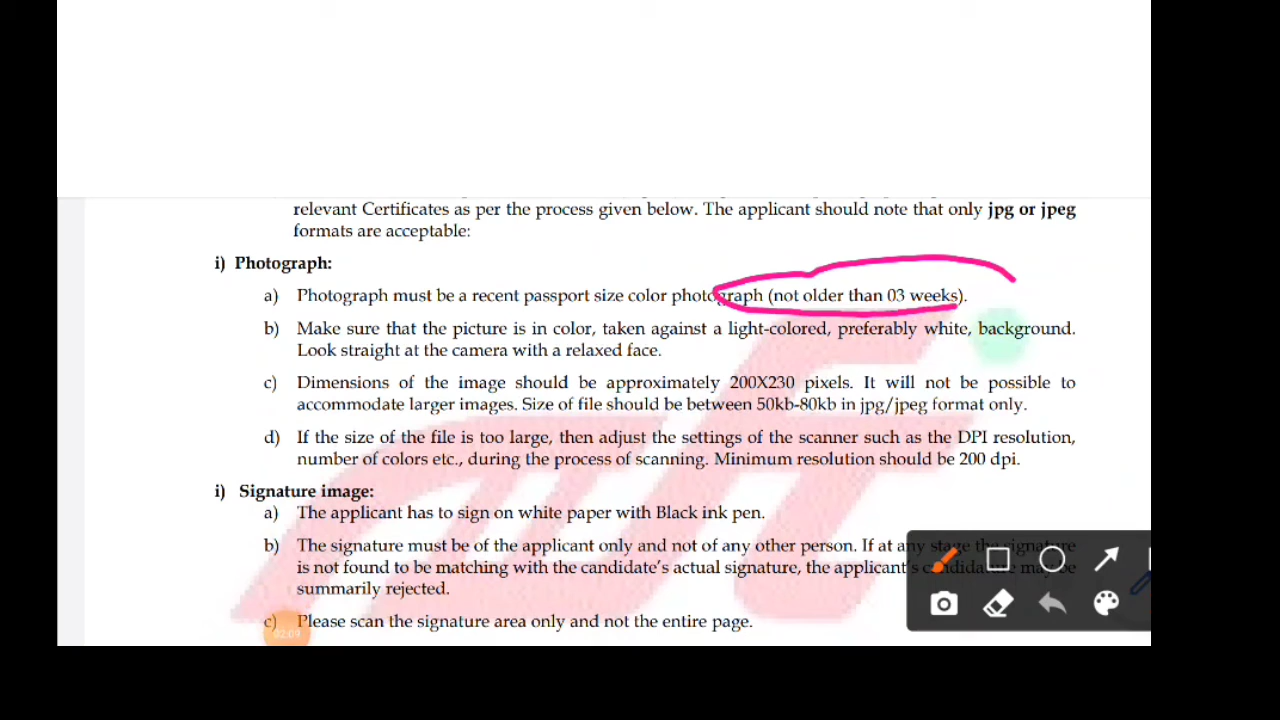 relevant Certificates as per the process given below. The applicant should note that only jpg or jpeg
formats are acceptable:
i) Photograph:
a) Photograph must be a recent passport size color photograph (not older than 03 weeks).
b) Make sure that the picture is in color, taken against a light-colored, preferably white, background.
Look straight at the camera with a relaxed face.
c) Dimensions of the image should be approximately 200X230 pixels. It will not be possible to
accommodate larger images. Size of file should be between 50kb-80kb in jpg/jpeg format only.
d) If the size of the file is too large, then adjust the settings of the scanner such as the DPI resolution,
number of colors etc., during the process of scanning. Minimum resolution should be 200 dpi.
i) Signature image:
a) The applicant has to sign on white paper with Black ink pen.
b) The signature must be of the applicant only and not of any other person. If at any stage the signature
is not found to be matching with the candidate's actual signature, the applicant's candidature may be
summarily rejected.
c) Please scan the signature area only and not the entire page.
02:09